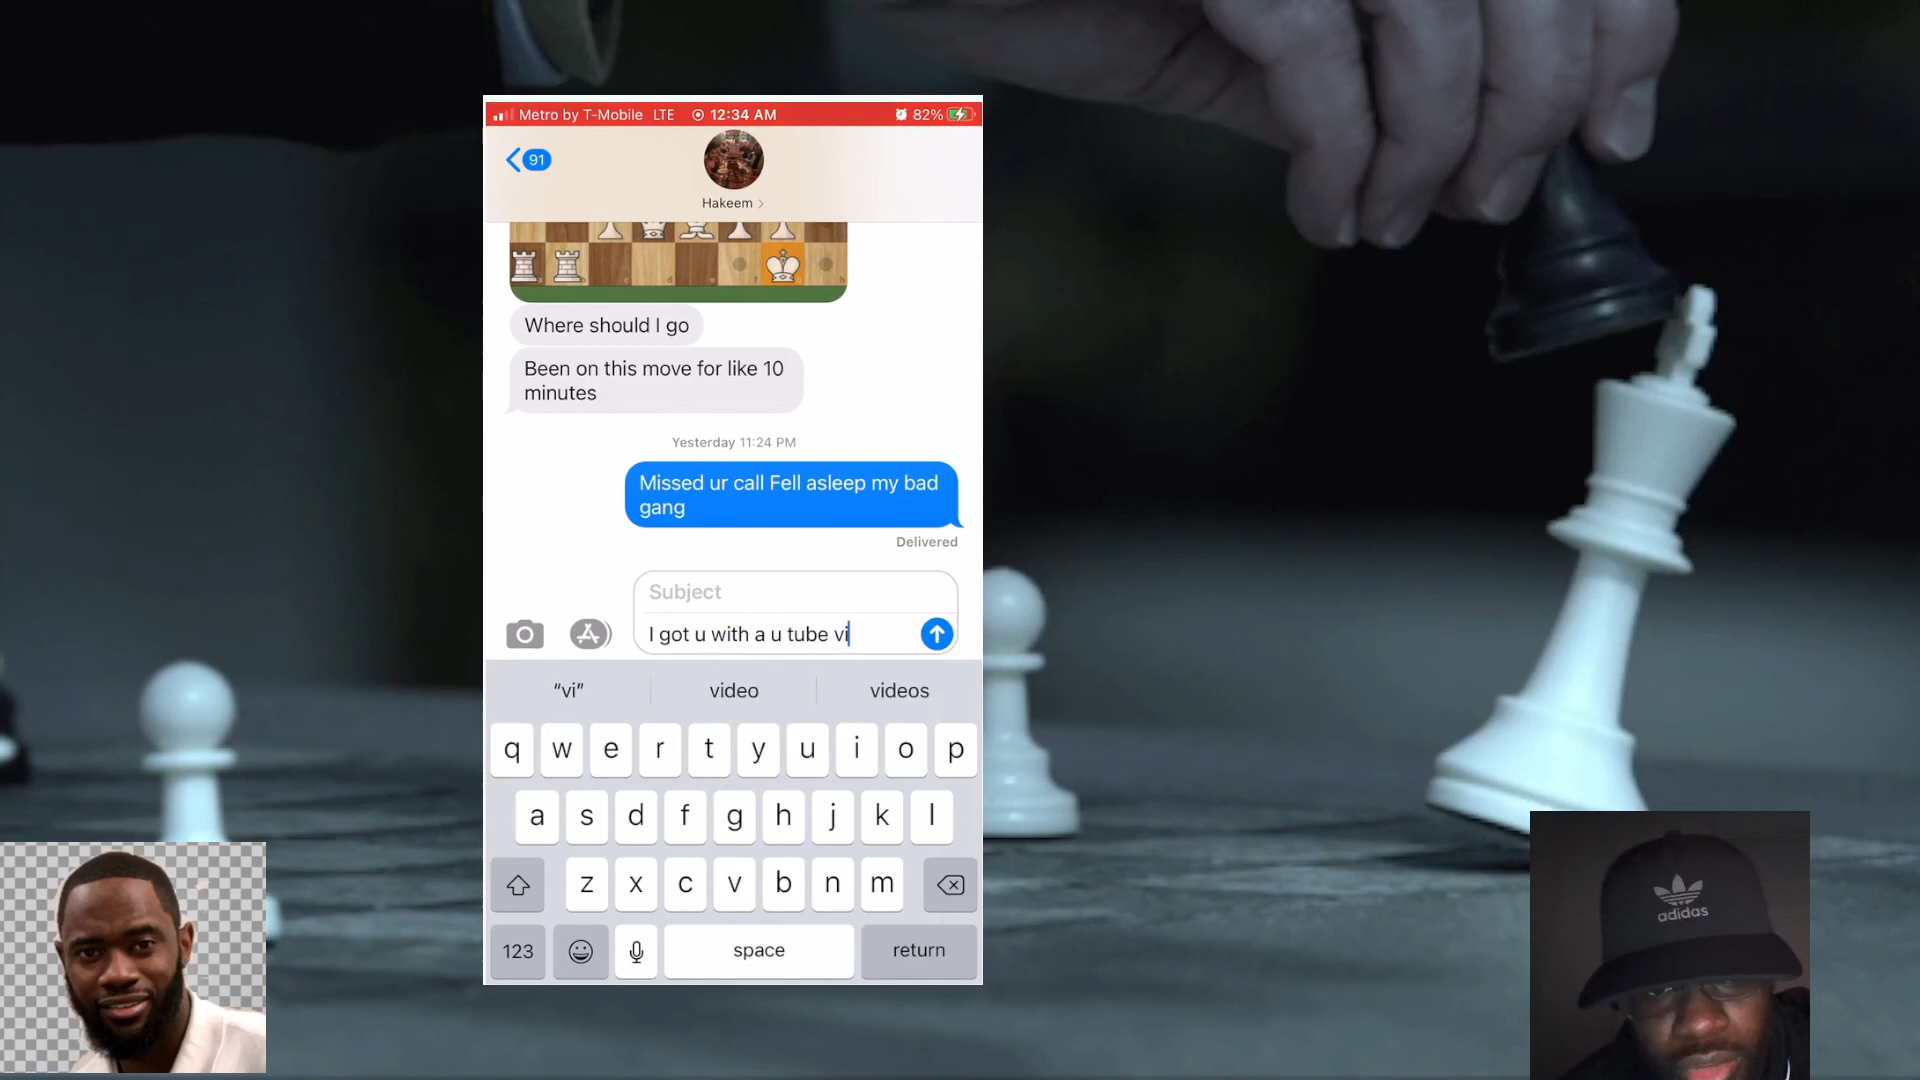 Metro by T-Mobile LTE 12:34 AM 82%
91
Hakeem
Where should I go
Been on this move for like 10
minutes
Yesterday 11:24 PM
Missed ur call Fell asleep my bad
gang
Delivered
Subject
I got u with a u tube vi
“vi” video videos
q w e r t y u i o p
a s d f g h j k l
z x c v b n m
123 space return
adidas